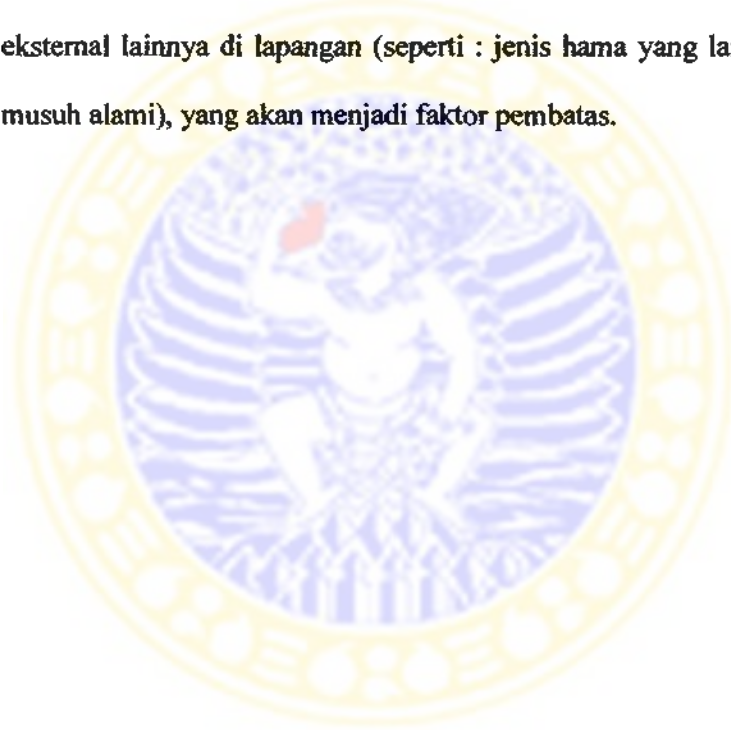 eksternal lainnya di lapangan (seperti : jenis hama yang la
musuh alami), yang akan menjadi faktor pembatas.